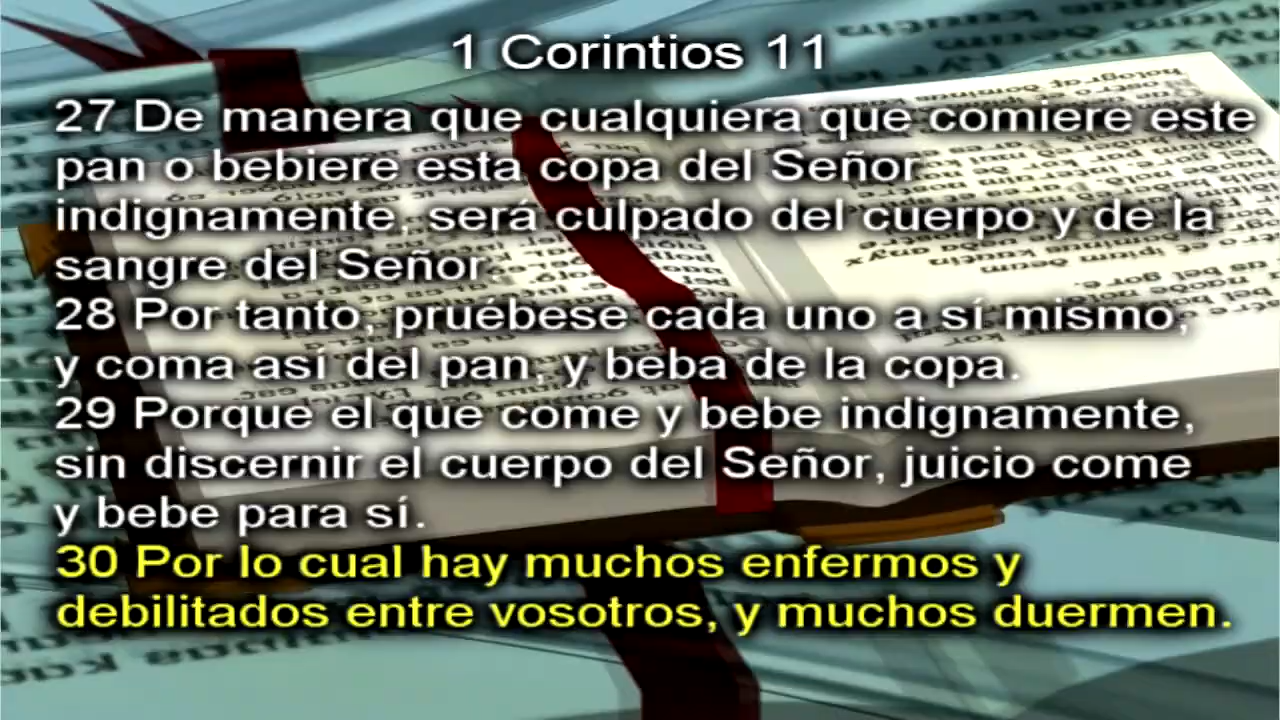 1 Corintios 11
27 De manera que cualquiera que comiere este
pan o bebiere esta copa del Señor
indignamente, será culpado del cuerpo y de la
sangre del Señor.
28 Por tanto, pruébese cada uno a sí mismo,
y coma así del pan, y beba de la copa.
29 Porque el que come y bebe indignamente,
sin discernir el cuerpo del Señor, juicio come
y bebe para sí.
30 Por lo cual hay muchos enfermos y
debilitados entre vosotros, y muchos duermen.